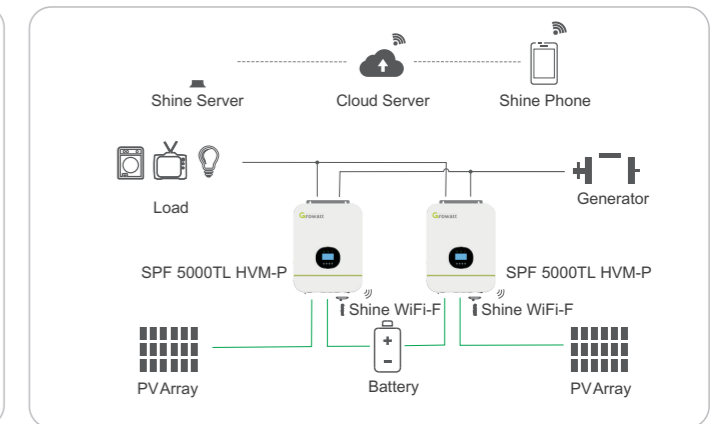 Shine Server Cloud Server Shine Phone
Load
Generator
Growatt Growatt
SPF 5000TL HVM-P SPF 5000TL HVM-P
Shine WiFi-F Shine WiFi-F
+
–
PV Array Battery PV Array